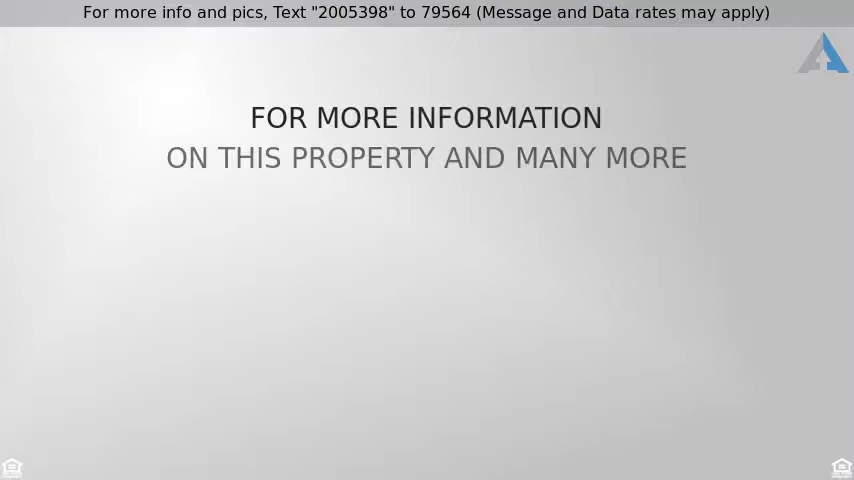 For more info and pics, Text "2005398" to 79564 (Message and Data rates may apply)
FOR MORE INFORMATION
ON THIS PROPERTY AND MANY MORE